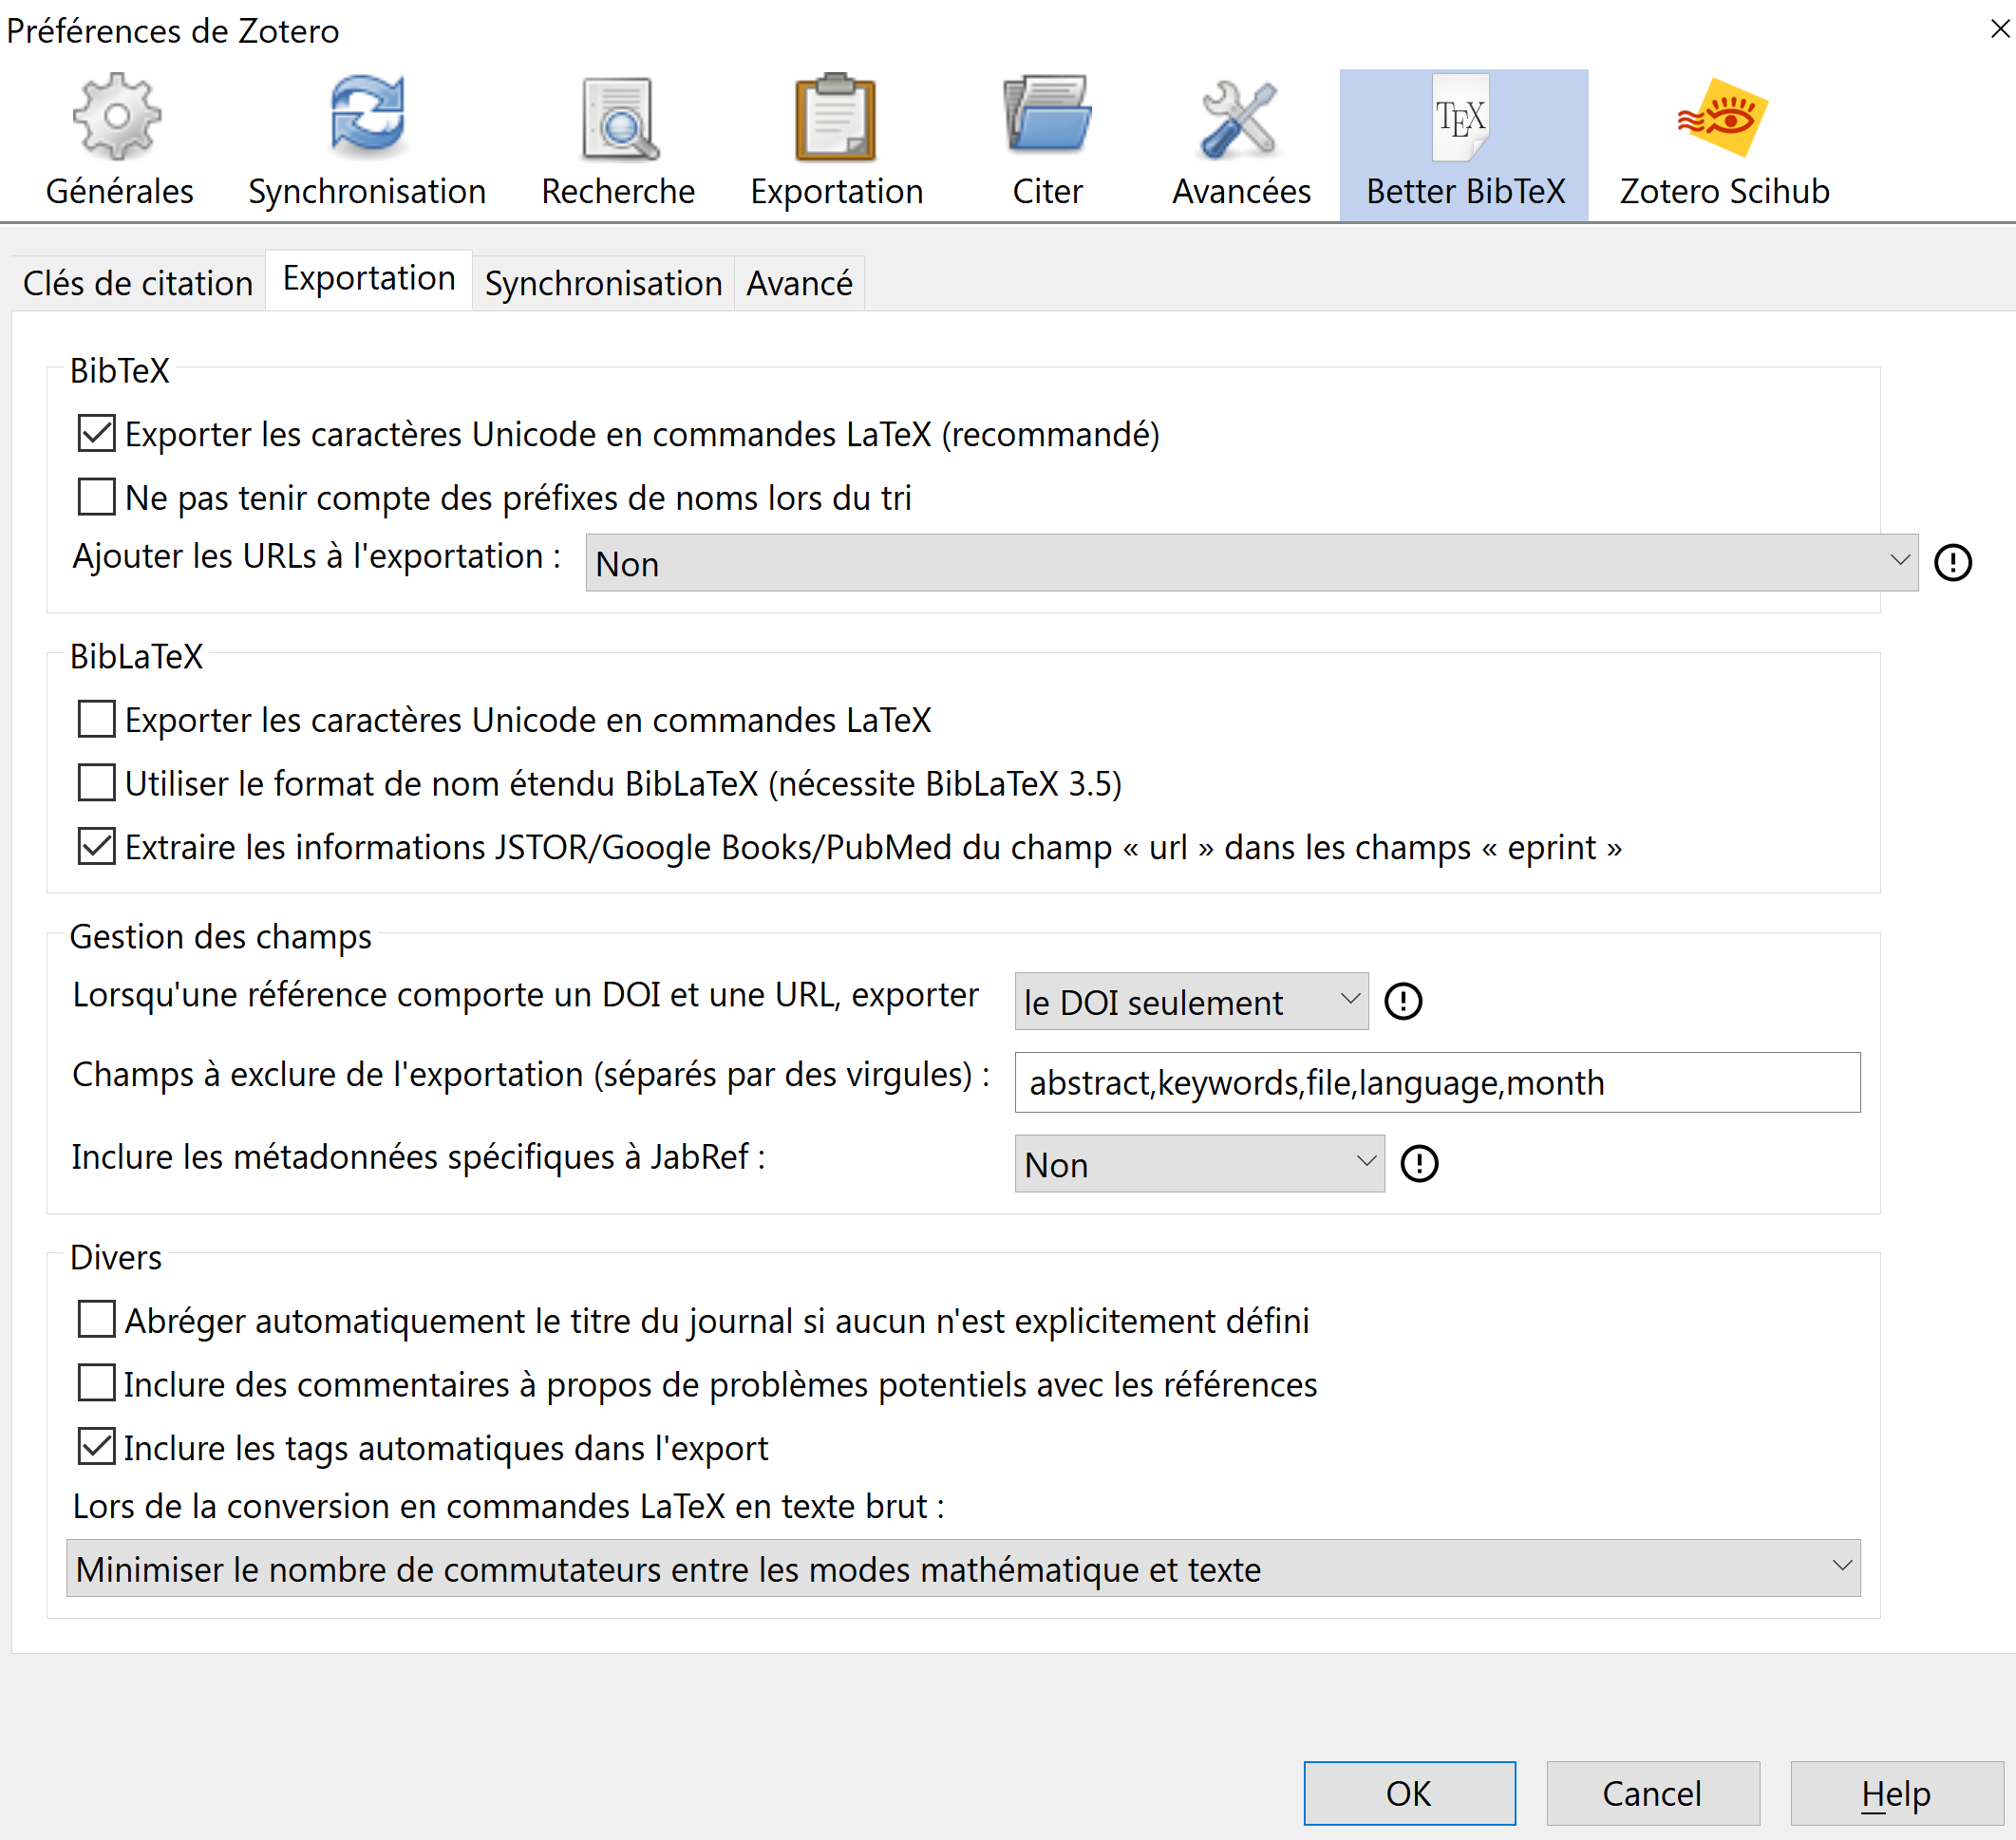 Préférences de Zotero
TEX
Générales Synchronisation Recherche Exportation Citer Avancées Better BibTeX Zotero Scihub
Clés de citation Exportation Synchronisation Avancé
BibTeX
Exporter les caractères Unicode en commandes LaTeX (recommandé)
Ne pas tenir compte des préfixes de noms lors du tri
Ajouter les URLs à l'exportation : Non
BibLaTeX
Exporter les caractères Unicode en commandes LaTeX
Utiliser le format de nom étendu BibLaTeX (nécessite BibLaTeX 3.5)
Extraire les informations JSTOR/Google Books/PubMed du champ « url » dans les champs « eprint »
Gestion des champs
Lorsqu'une référence comporte un DOI et une URL, exporter le DOI seulement
Champs à exclure de l'exportation (séparés par des virgules) : abstract,keywords,file,language,month
Inclure les métadonnées spécifiques à JabRef : Non
Divers
Abréger automatiquement le titre du journal si aucun n'est explicitement défini
Inclure des commentaires à propos de problèmes potentiels avec les références
Inclure les tags automatiques dans l'export
Lors de la conversion en commandes LaTeX en texte brut :
Minimiser le nombre de commutateurs entre les modes mathématique et texte
OK Cancel Help